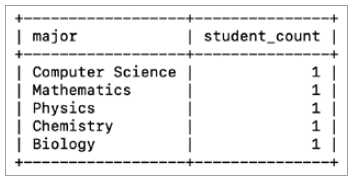 +------------------+---------------+
| major            | student_count |
+------------------+---------------+
| Computer Science |             1 |
| Mathematics      |             1 |
| Physics          |             1 |
| Chemistry        |             1 |
| Biology          |             1 |
+------------------+---------------+